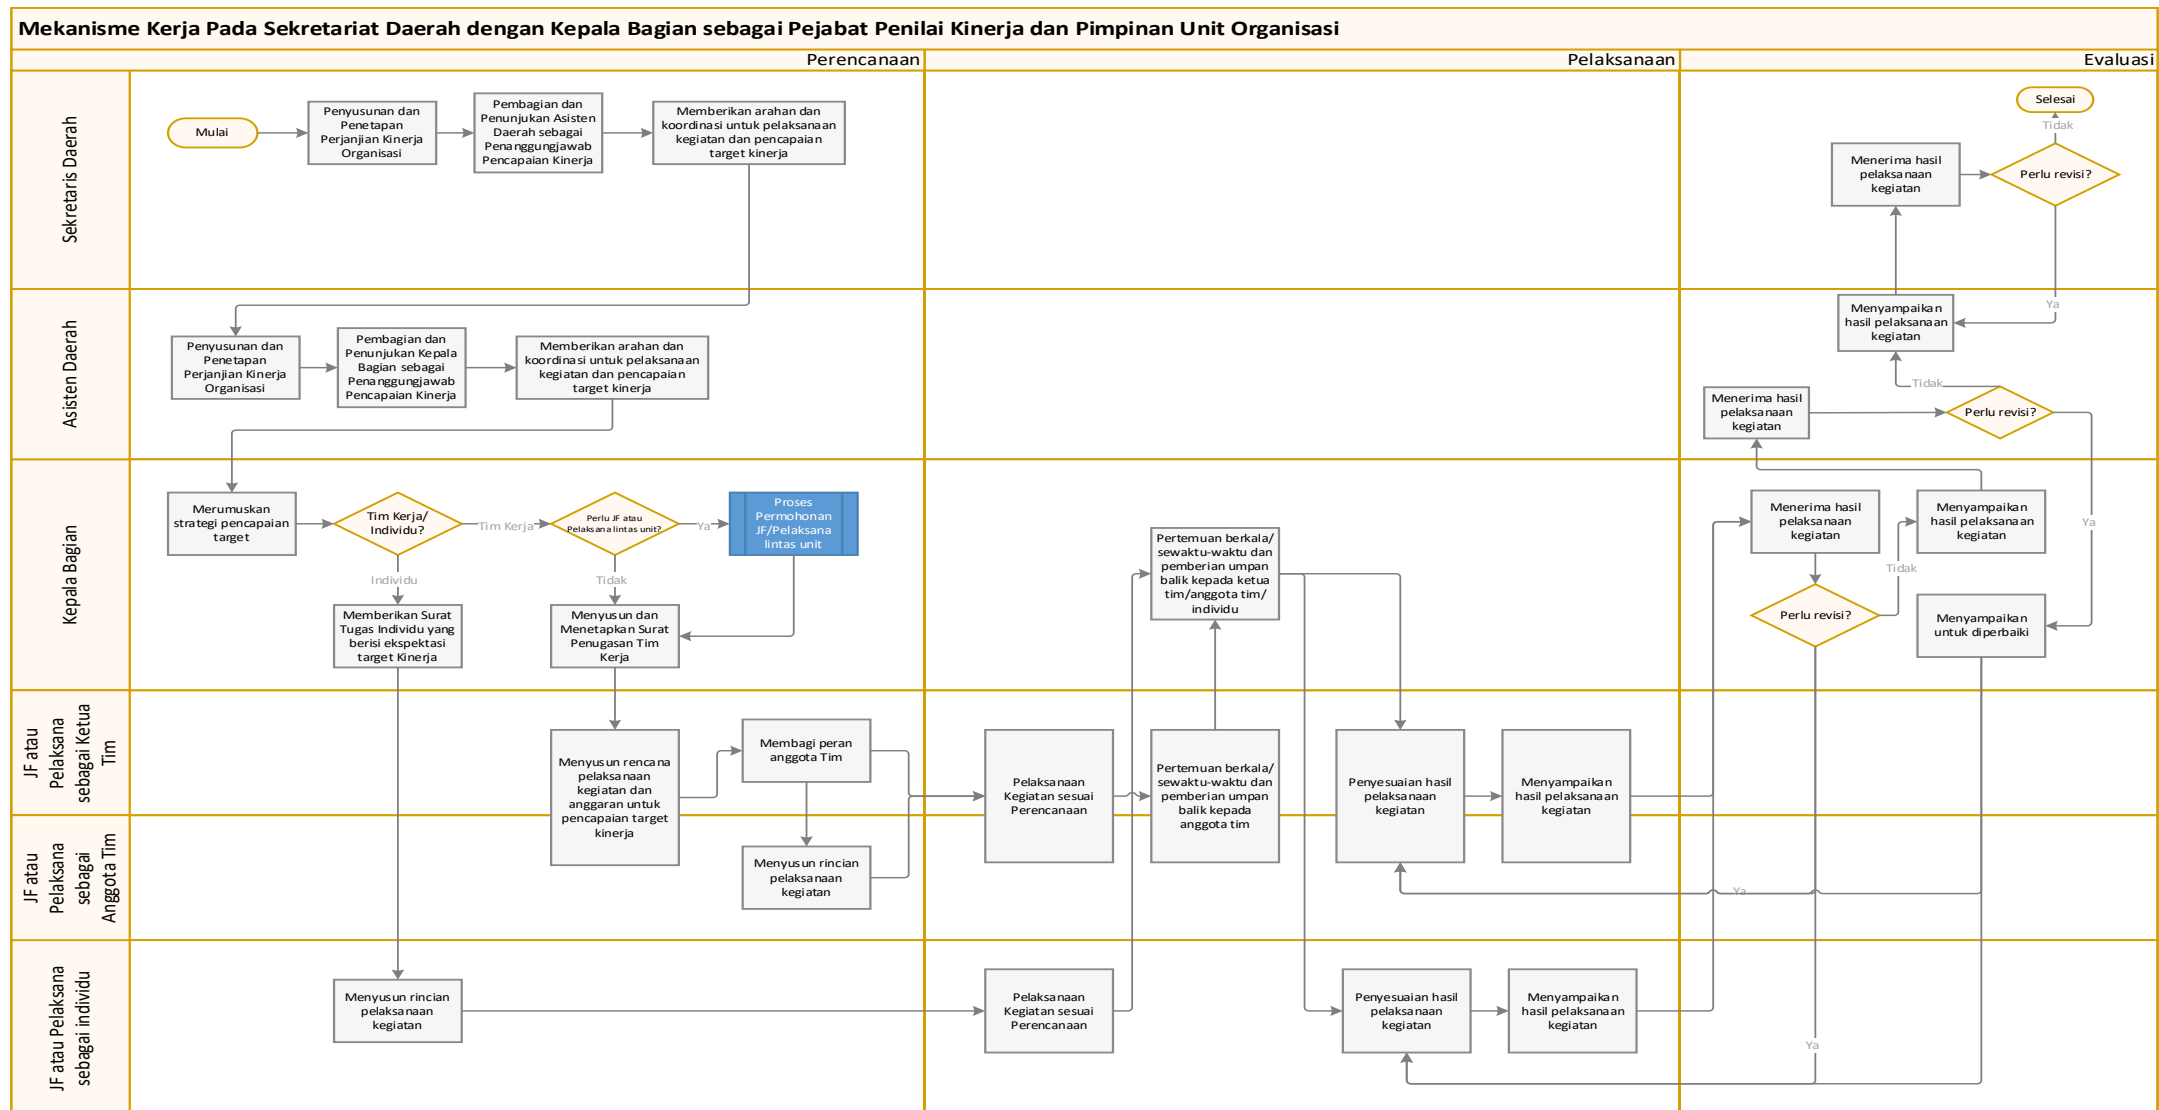 Mekanisme Kerja Pada Sekretariat Daerah dengan Kepala Bagian sebagai Pejabat Penilai Kinerja dan Pimpinan Unit Organisasi
Perencanaan
Pelaksanaan
Evaluasi
Sekretaris Daerah
Mulai
Penyusunan dan
Penetapan
Perjanjian Kinerja
Organisasi
Pembagian dan
Penunjukan Asisten
Daerah sebagai
Penanggungjawab
Pencapaian Kinerja
Memberikan arahan dan
koordinasi untuk pelaksanaan
kegiatan dan pencapaian
target kinerja
Selesai
Tidak
Menerima hasil
pelaksanaan
kegiatan
Perlu revisi?
Ya
Asisten Daerah
Penyusunan dan
Penetapan
Perjanjian Kinerja
Organisasi
Pembagian dan
Penunjukan Kepala
Bagian sebagai
Penanggungjawab
Pencapaian Kinerja
Memberikan arahan dan
koordinasi untuk pelaksanaan
kegiatan dan pencapaian
target kinerja
Menyampaikan
hasil pelaksanaan
kegiatan
Tidak
Menerima hasil
pelaksanaan
kegiatan
Perlu revisi?
Ya
Kepala Bagian
Merumuskan
strategi pencapaian
target
Tim Kerja/
Individu?
Tim Kerja
Perlu JF atau
Pelaksana lintas unit?
Ya
Proses
Permohonan
JF/Pelaksana
lintas unit
Individu
Tidak
Memberikan Surat
Tugas Individu yang
berisi ekspektasi
target Kinerja
Menyusun dan
Menetapkan Surat
Penugasan Tim
Kerja
Pertemuan berkala/
sewaktu-waktu dan
pemberian umpan
balik kepada ketua
tim/anggota tim/
individu
Menerima hasil
pelaksanaan
kegiatan
Menyampaikan
hasil pelaksanaan
kegiatan
Tidak
Perlu revisi?
Menyampaikan
untuk diperbaiki
JF atau
Pelaksana
sebagai Ketua
Tim
Menyusun rencana
pelaksanaan
kegiatan dan
anggaran untuk
pencapaian target
kinerja
Membagi peran
anggota Tim
Pelaksanaan
Kegiatan sesuai
Perencanaan
Pertemuan berkala/
sewaktu-waktu dan
pemberian umpan
balik kepada
anggota tim
Penyesuaian hasil
pelaksanaan
kegiatan
Menyampaikan
hasil pelaksanaan
kegiatan
JF atau
Pelaksana
sebagai
Anggota Tim
Menyusun rincian
pelaksanaan
kegiatan
Ya
JF atau Pelaksana
sebagai individu
Menyusun rincian
pelaksanaan
kegiatan
Pelaksanaan
Kegiatan sesuai
Perencanaan
Penyesuaian hasil
pelaksanaan
kegiatan
Menyampaikan
hasil pelaksanaan
kegiatan
Ya